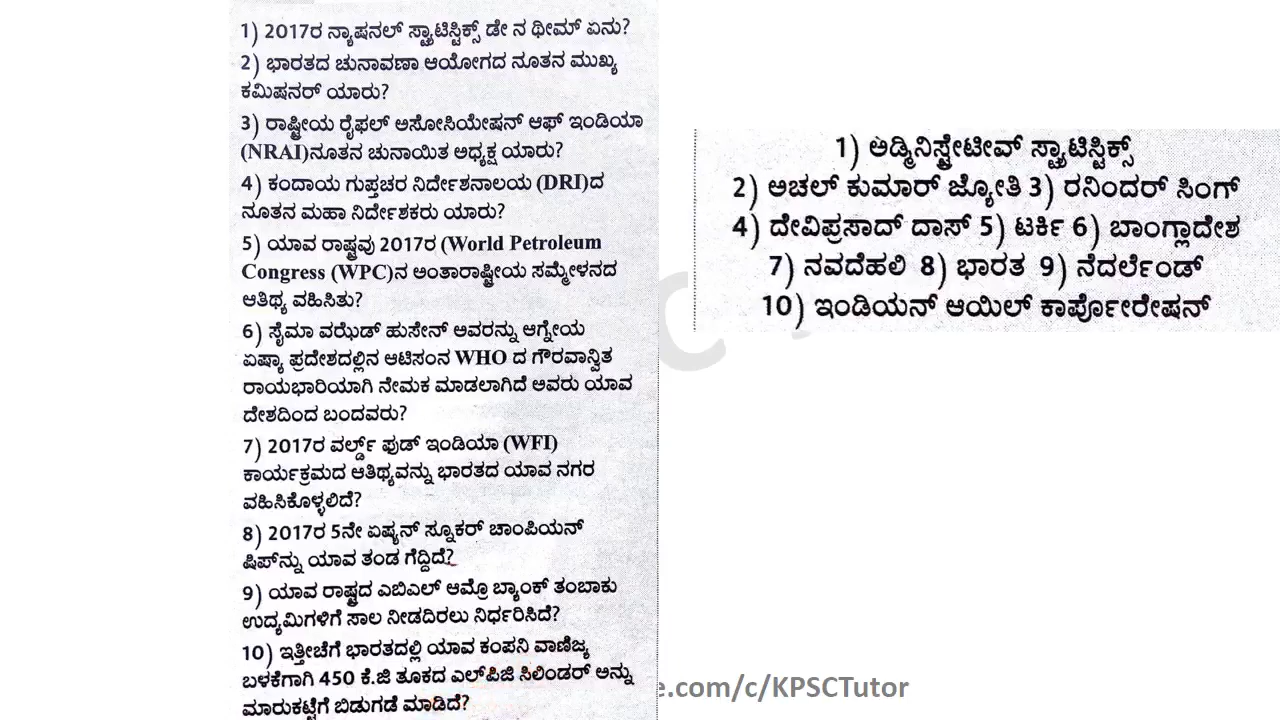 1) 2017ರ ನ್ಯಾಷನಲ್ ಸ್ಟ್ಯಾಟಿಸ್ಟಿಕ್ಸ್ ಡೇ ನ ಥೀಮ್ ಏನು?
2) ಭಾರತದ ಚುನಾವಣಾ ಆಯೋಗದ ನೂತನ ಮುಖ್ಯ
ಕಮಿಷನರ್ ಯಾರು?
3) ರಾಷ್ಟ್ರೀಯ ರೈಫಲ್ ಅಸೋಸಿಯೇಷನ್ ಆಫ್ ಇಂಡಿಯಾ
(NRAI)ನೂತನ ಚುನಾಯಿತ ಅಧ್ಯಕ್ಷ ಯಾರು?
4) ಕಂದಾಯ ಗುಪ್ತಚರ ನಿರ್ದೇಶನಾಲಯ (DRI)ದ
ನೂತನ ಮಹಾ ನಿರ್ದೇಶಕರು ಯಾರು?
5) ಯಾವ ರಾಷ್ಟ್ರವು 2017ರ (World Petroleum
Congress (WPC)ನ ಅಂತಾರಾಷ್ಟ್ರೀಯ ಸಮ್ಮೇಳನದ
ಆತಿಥ್ಯ ವಹಿಸಿತು?
6) ಸೈಮಾ ವಝೆಡ್ ಹುಸೇನ್ ಅವರನ್ನು ಆಗ್ನೇಯ
ಏಷ್ಯಾ ಪ್ರದೇಶದಲ್ಲಿನ ಆಟಿಸಂನ WHO ದ ಗೌರವಾನ್ವಿತ
ರಾಯಭಾರಿಯಾಗಿ ನೇಮಕ ಮಾಡಲಾಗಿದೆ ಅವರು ಯಾವ
ದೇಶದಿಂದ ಬಂದವರು?
7) 2017ರ ವರ್ಲ್ಡ್ ಫುಡ್ ಇಂಡಿಯಾ (WFI)
ಕಾರ್ಯಕ್ರಮದ ಆತಿಥ್ಯವನ್ನು ಭಾರತದ ಯಾವ ನಗರ
ವಹಿಸಿಕೊಳ್ಳಲಿದೆ?
8) 2017ರ 5ನೇ ಏಷ್ಯನ್ ಸ್ನೂಕರ್ ಚಾಂಪಿಯನ್
ಷಿಪ್‌ನ್ನು ಯಾವ ತಂಡ ಗೆದ್ದಿದೆ?
9) ಯಾವ ರಾಷ್ಟ್ರದ ಎಬಿಎಲ್ ಆಮ್ರೊ ಬ್ಯಾಂಕ್ ತಂಬಾಕು
ಉದ್ಯಮಿಗಳಿಗೆ ಸಾಲ ನೀಡದಿರಲು ನಿರ್ಧರಿಸಿದೆ?
10) ಇತ್ತೀಚೆಗೆ ಭಾರತದಲ್ಲಿ ಯಾವ ಕಂಪನಿ ವಾಣಿಜ್ಯ
ಬಳಕೆಗಾಗಿ 450 ಕೆ.ಜಿ ತೂಕದ ಎಲ್‌ಪಿಜಿ ಸಿಲಿಂಡರ್ ಅನ್ನು
ಮಾರುಕಟ್ಟೆಗೆ ಬಿಡುಗಡೆ ಮಾಡಿದೆ?
1) ಅಡ್ಮಿನಿಸ್ಟ್ರೇಟೀವ್ ಸ್ಟ್ಯಾಟಿಸ್ಟಿಕ್ಸ್
2) ಅಚಲ್ ಕುಮಾರ್ ಜ್ಯೋತಿ 3) ರನಿಂದರ್ ಸಿಂಗ್
4) ದೇವಿಪ್ರಸಾದ್ ದಾಸ್ 5) ಟರ್ಕಿ 6) ಬಾಂಗ್ಲಾದೇಶ
7) ನವದೆಹಲಿ 8) ಭಾರತ 9) ನೆದರ್ಲೆಂಡ್
10) ಇಂಡಿಯನ್ ಆಯಿಲ್ ಕಾರ್ಪೋರೇಷನ್
e.com/c/KPSCTutor